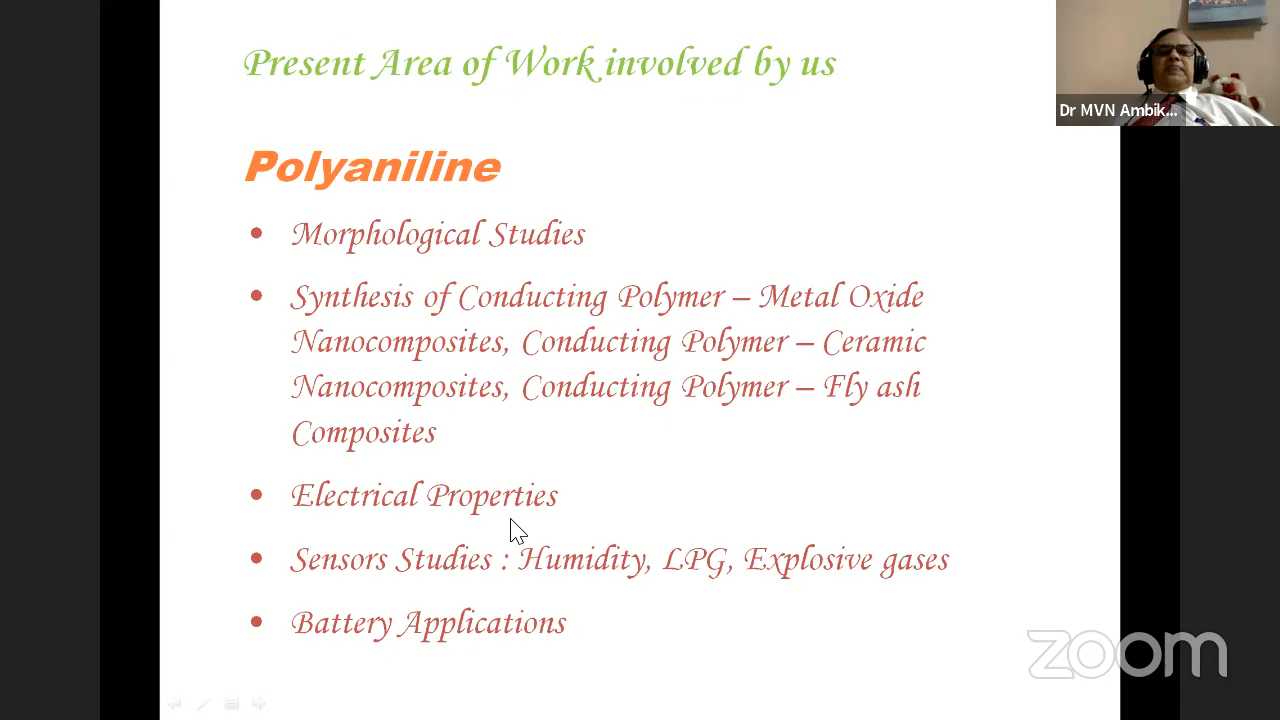 Present Area of Work involved by us
Dr MVN Ambik...
Polyaniline
• Morphological Studies
• Synthesis of Conducting Polymer – Metal Oxide
Nanocomposites, Conducting Polymer – Ceramic
Nanocomposites, Conducting Polymer – Fly ash
Composites
• Electrical Properties
• Sensors Studies : Humidity, LPG, Explosive gases
• Battery Applications
zoom